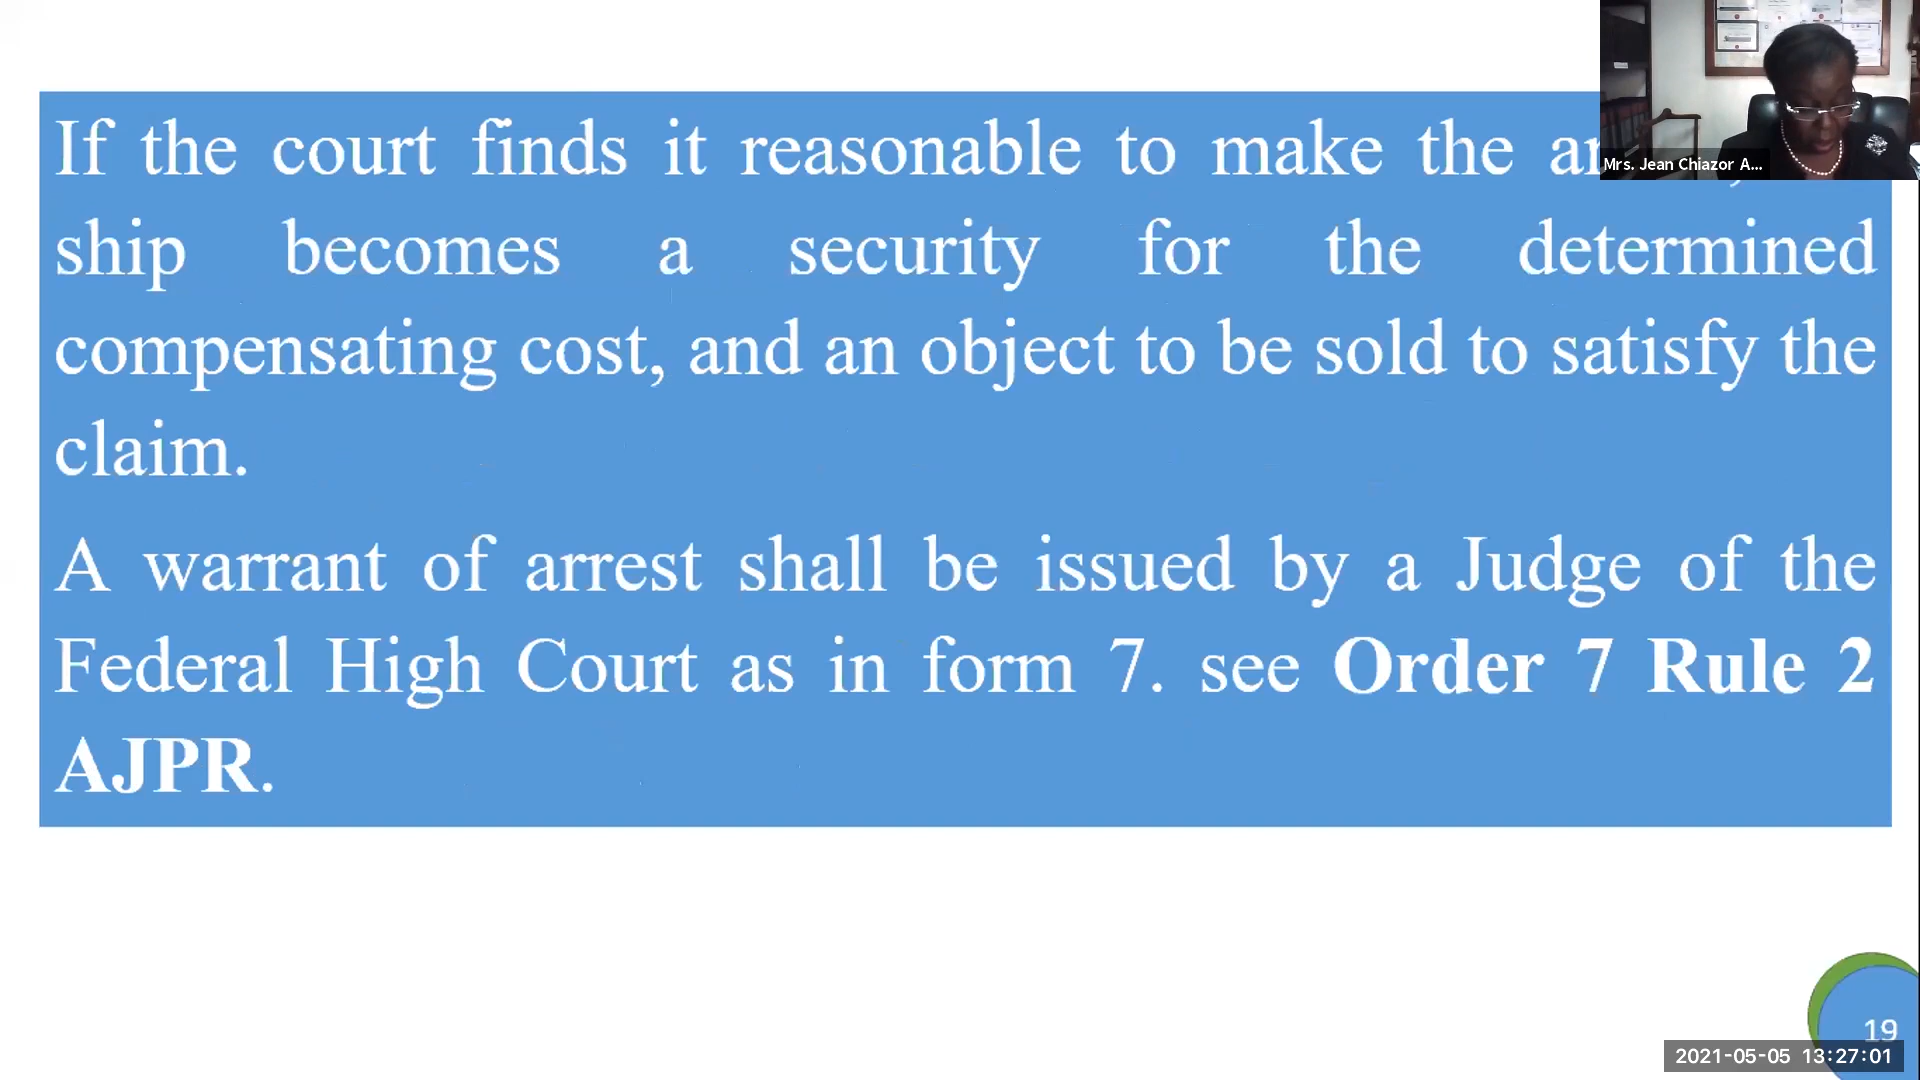 If the court finds it reasonable to make the
ship becomes a security for the determined
compensating cost, and an object to be sold to satisfy the
claim.
A warrant of arrest shall be issued by a Judge of the
Federal High Court as in form 7. see Order 7 Rule 2
AJPR.
Mrs. Jean Chiazor A...
19
2021-05-05 13:27:01